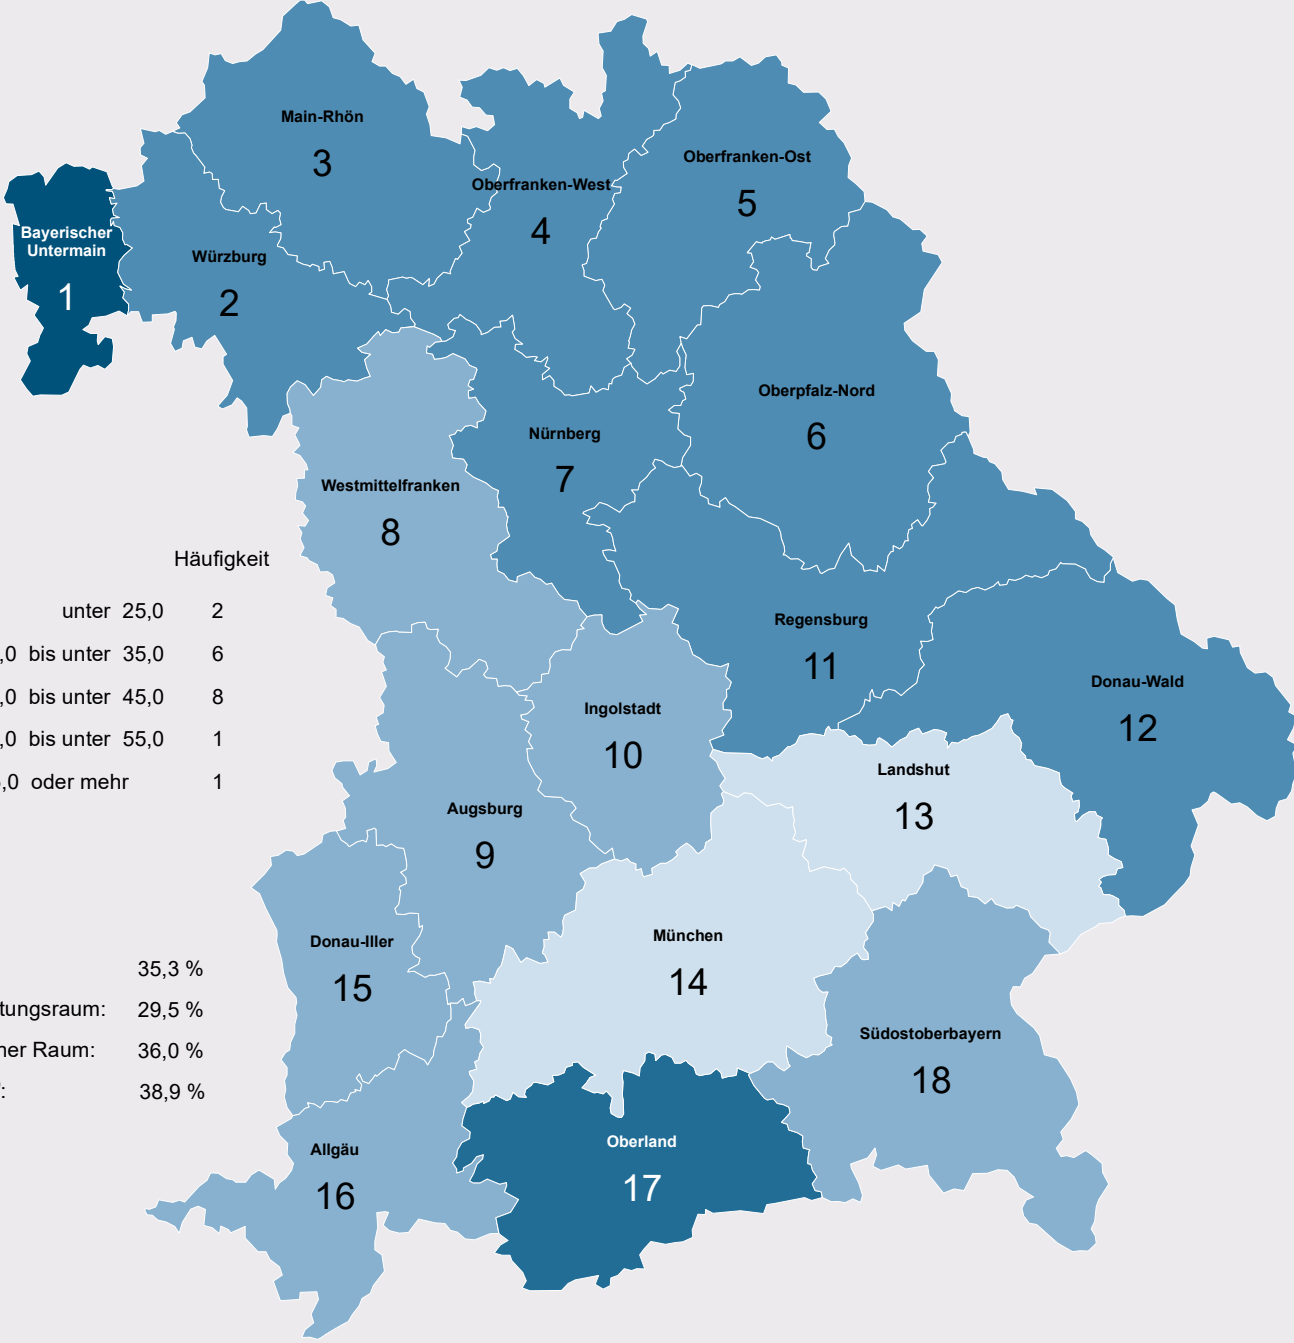 Main-Rhön
3
Oberfranken-West
4
Oberfranken-Ost
5
Bayerischer
Untermain
1
Würzburg
2
Oberpfalz-Nord
6
Nürnberg
7
Westmittelfranken
8
Häufigkeit
unter 25,0 2
,0 bis unter 35,0 6
,0 bis unter 45,0 8
,0 bis unter 55,0 1
,0 oder mehr 1
Regensburg
11
Donau-Wald
12
Ingolstadt
10
Landshut
13
Augsburg
9
Donau-Iller
15
München
14
35,3 %
tungsraum: 29,5 %
her Raum: 36,0 %
: 38,9 %
Südostoberbayern
18
Oberland
17
Allgäu
16